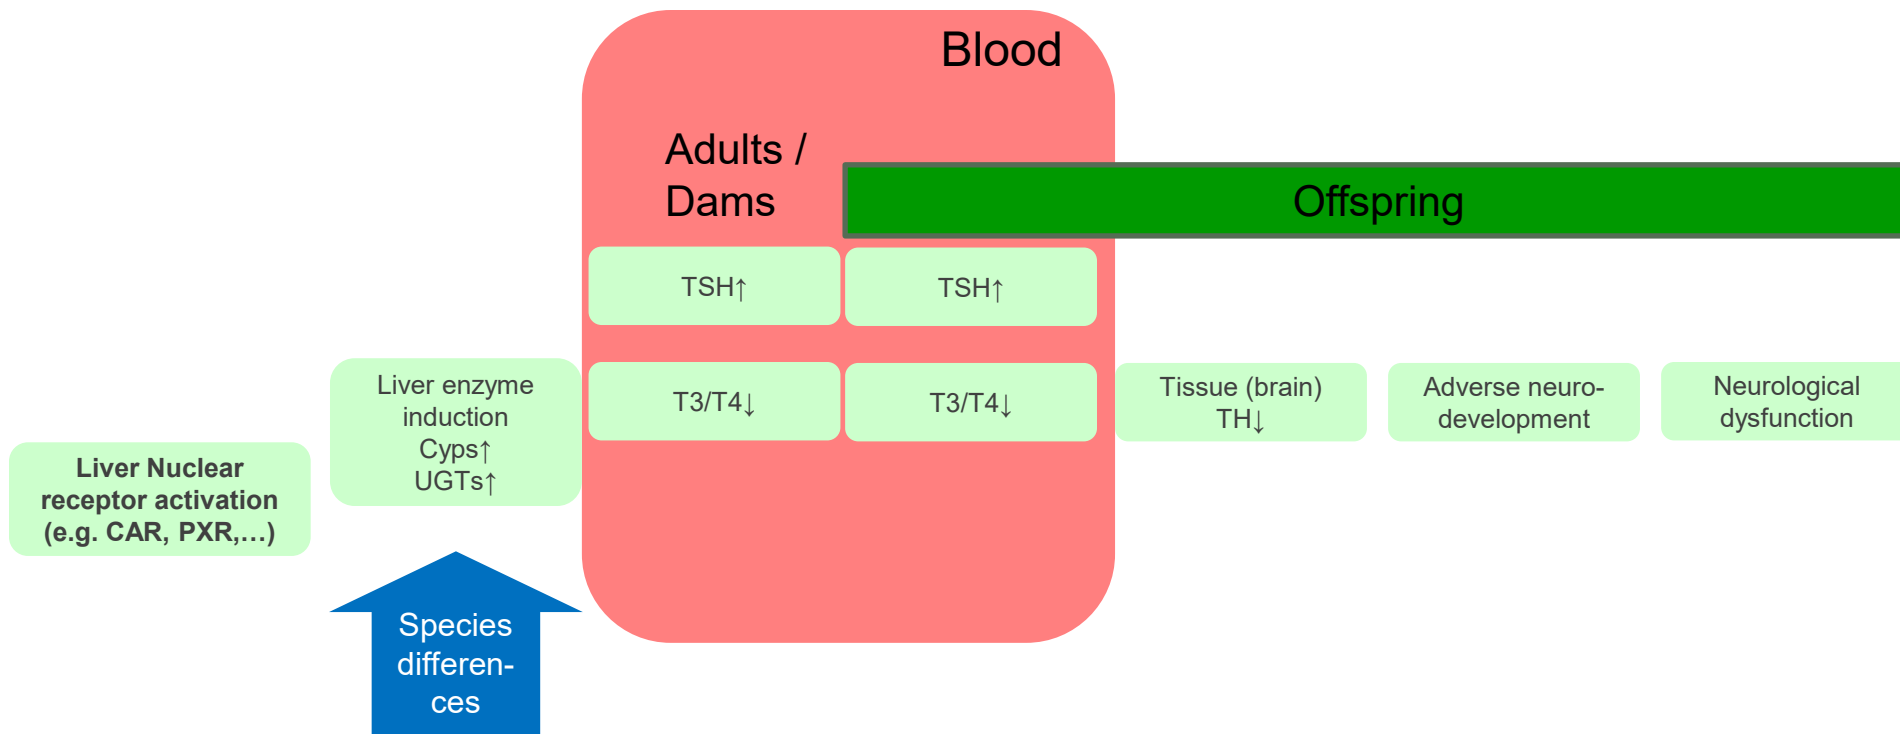 Blood
Adults /
Dams
Offspring
TSH↑
TSH↑
Liver Nuclear
receptor activation
(e.g. CAR, PXR,…)
Liver enzyme
induction
Cyps↑
UGTs↑
T3/T4↓
T3/T4↓
Tissue (brain)
TH↓
Adverse neuro-
development
Neurological
dysfunction
Species
differen-
ces